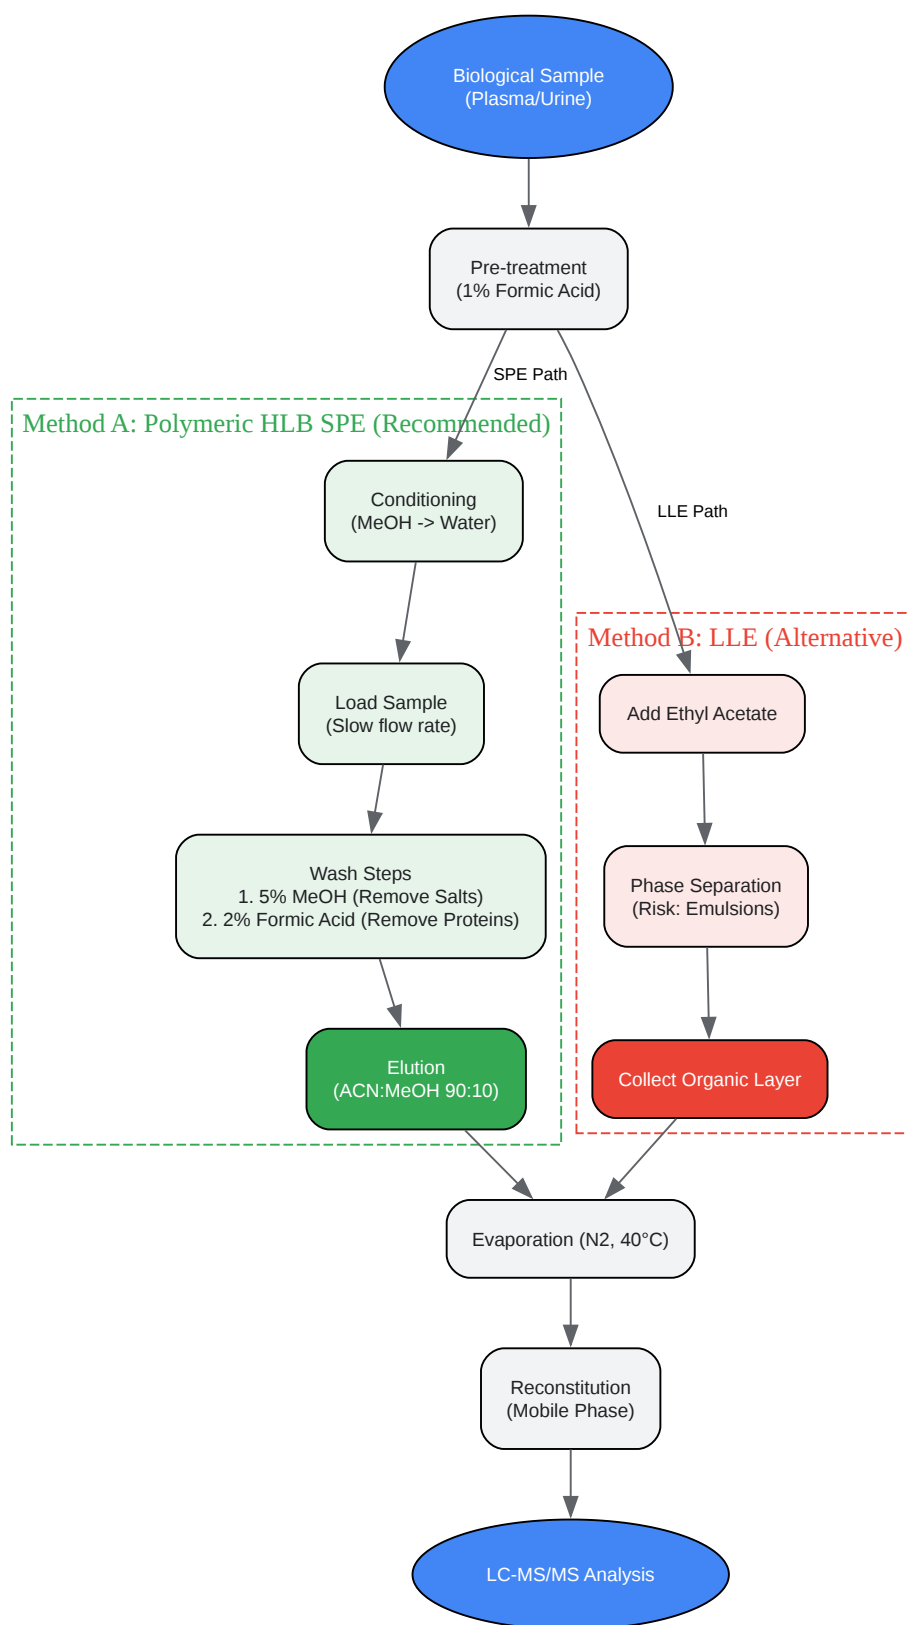 Biological Sample
(Plasma/Urine)
Pre-treatment
(1% Formic Acid)
SPE Path
Method A: Polymeric HLB SPE (Recommended)
Conditioning
(MeOH -> Water)
LLE Path
Method B: LLE (Alternative)
Load Sample
(Slow flow rate)
Add Ethyl Acetate
Wash Steps
1. 5% MeOH (Remove Salts)
2. 2% Formic Acid (Remove Proteins)
Phase Separation
(Risk: Emulsions)
Elution
(ACN:MeOH 90:10)
Collect Organic Layer
Evaporation (N2, 40°C)
Reconstitution
(Mobile Phase)
LC-MS/MS Analysis